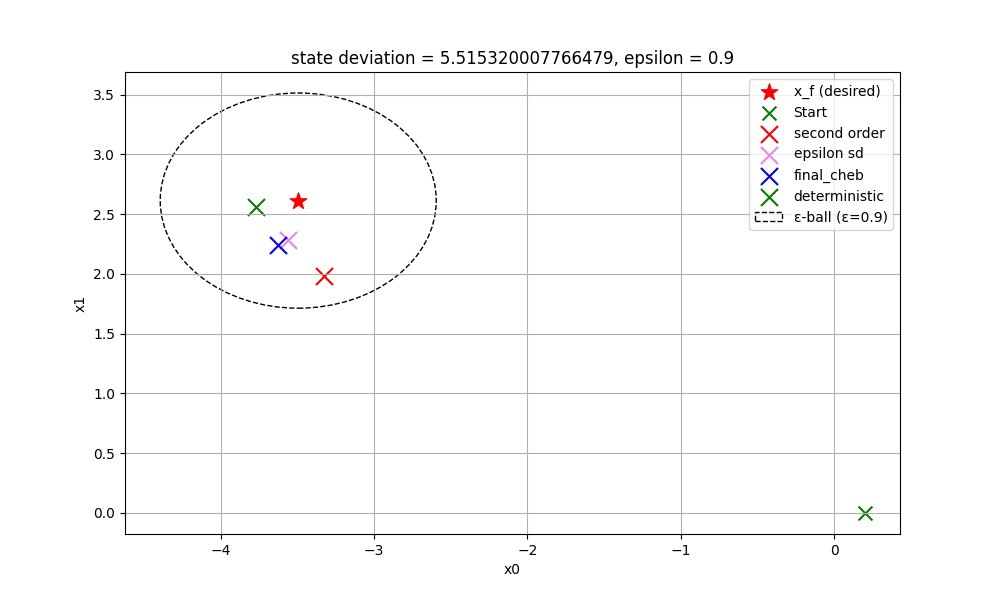 state deviation = 5.515320007766479, epsilon = 0.9
x_f (desired)
Start
second order
epsilon sd
final_cheb
deterministic
ε-ball (ε=0.9)
3.5
3.0
2.5
2.0
1.5
1.0
0.5
0.0
x1
−4
−3
−2
−1
0
x0